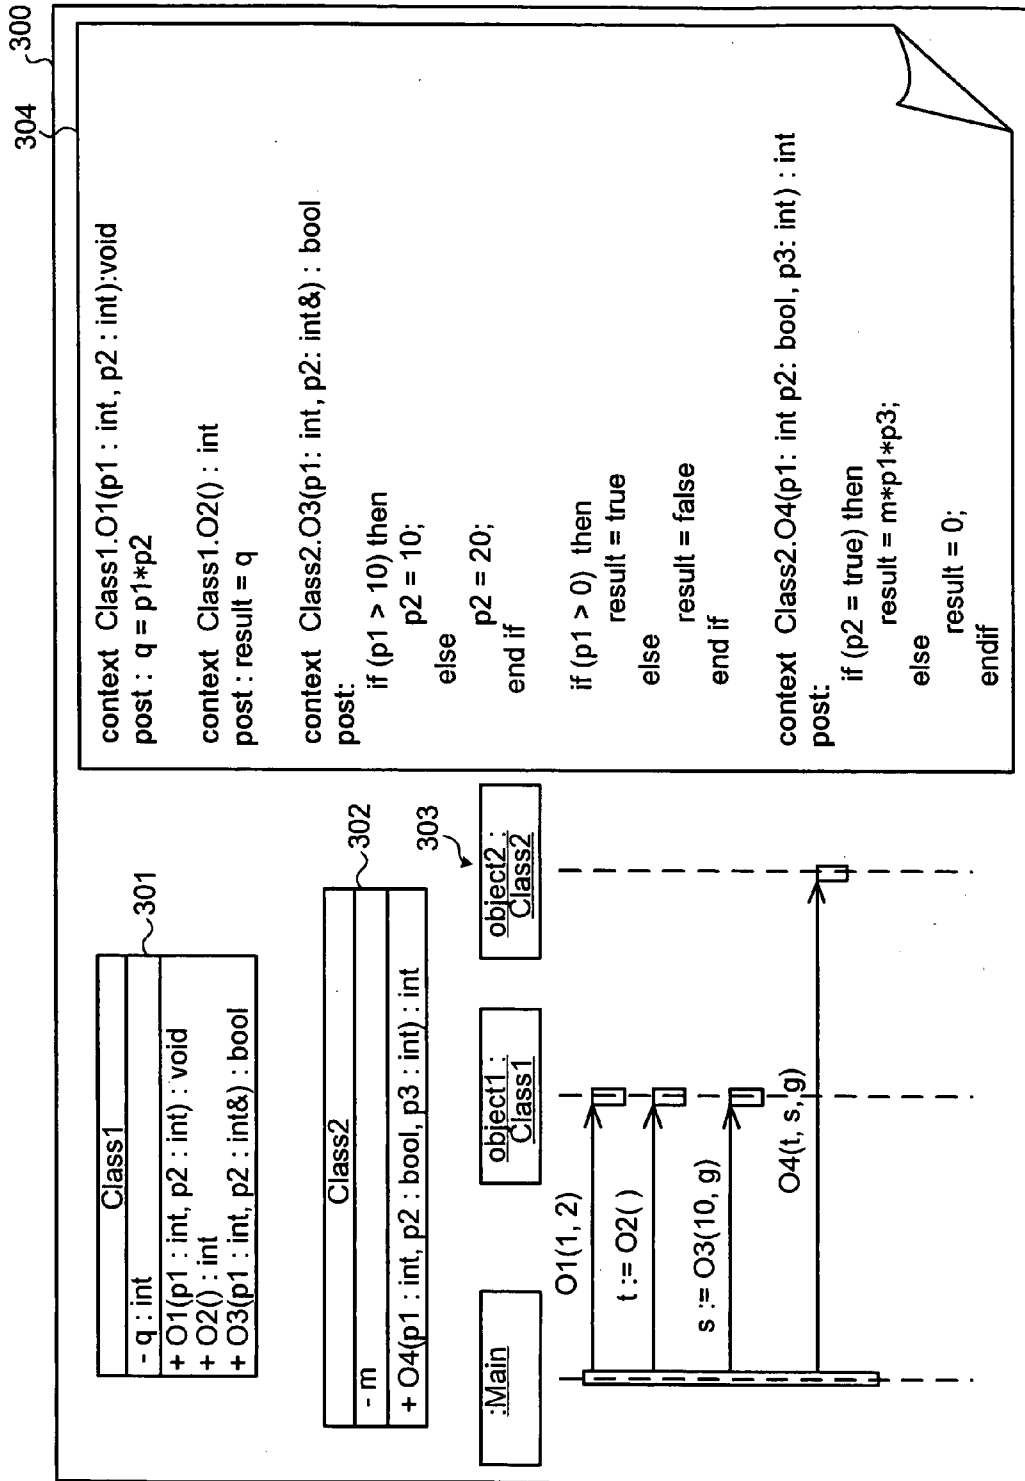 300
304
Class1
301
- q : int
+ O1(p1 : int, p2 : int) : void
+ O2() : int
+ O3(p1 : int, p2 : int&) : bool
Class2
302
- m
+ O4(p1 : int, p2 : bool, p3 : int) : int
303
:Main
object1 :
Class1
object2 :
Class2
O1(1, 2)
t := O2( )
s := O3(10, g)
O4(t, s, g)
context Class1.O1(p1 : int, p2 : int):void
post : q = p1*p2
context Class1.O2() : int
post : result = q
context Class2.O3(p1: int, p2: int&) : bool
post:
if (p1 > 10) then
p2 = 10;
else
p2 = 20;
end if
if (p1 > 0) then
result = true
else
result = false
end if
context Class2.O4(p1: int p2: bool, p3: int) : int
post:
if (p2 = true) then
result = m*p1*p3;
else
result = 0;
endif